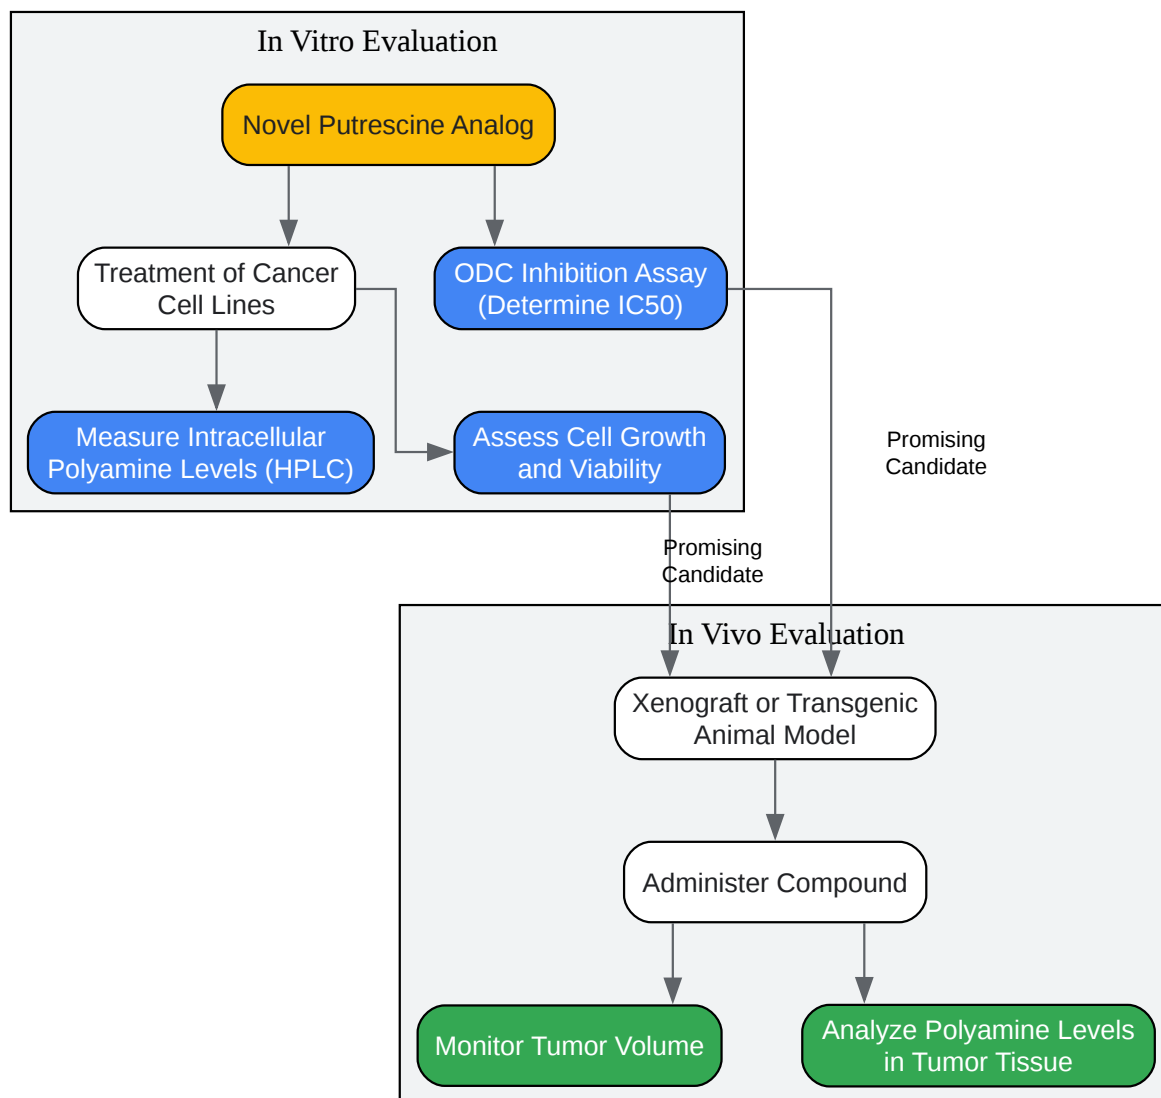 In Vitro Evaluation
Novel Putrescine Analog
Treatment of Cancer
Cell Lines
ODC Inhibition Assay
(Determine IC50)
Measure Intracellular
Polyamine Levels (HPLC)
Assess Cell Growth
and Viability
Promising
Candidate
Promising
Candidate
In Vivo Evaluation
Xenograft or Transgenic
Animal Model
Administer Compound
Monitor Tumor Volume
Analyze Polyamine Levels
in Tumor Tissue